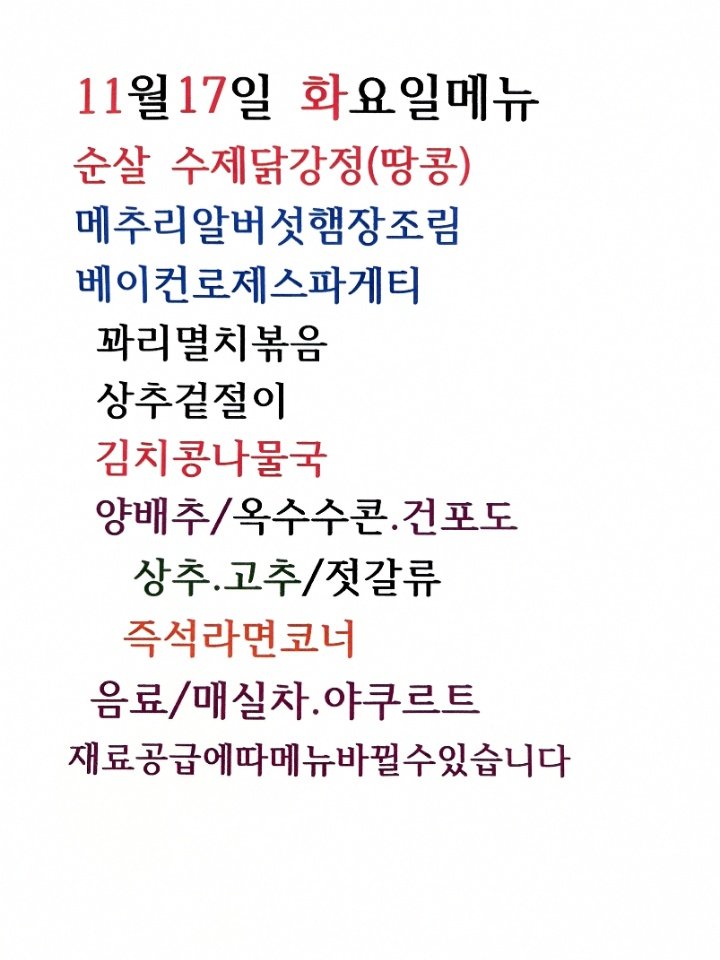 11월17일 화요일메뉴
순살 수제닭강정(땅콩)
메추리알버섯햄장조림
베이컨로제스파게티
꽈리멸치볶음
상추겉절이
김치콩나물국
양배추/옥수수콘.건포도
상추.고추/젓갈류
즉석라면코너
음료/매실차.야쿠르트
재료공급에따메뉴바뀔수있습니다